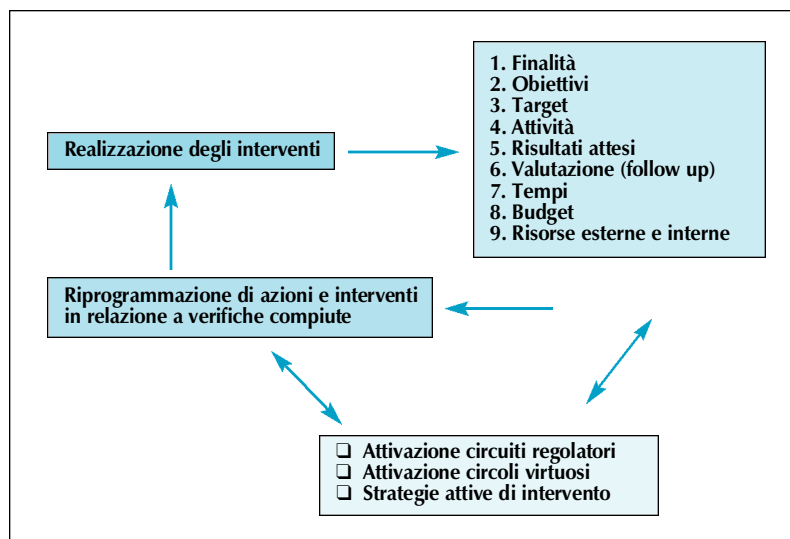 1. Finalità
2. Obiettivi
3. Target
4. Attività
5. Risultati attesi
6. Valutazione (follow up)
7. Tempi
8. Budget
9. Risorse esterne e interne
Realizzazione degli interventi
Riprogrammazione di azioni e interventi
in relazione a verifiche compiute
❏ Attivazione circuiti regolatori
❏ Attivazione circoli virtuosi
❏ Strategie attive di intervento